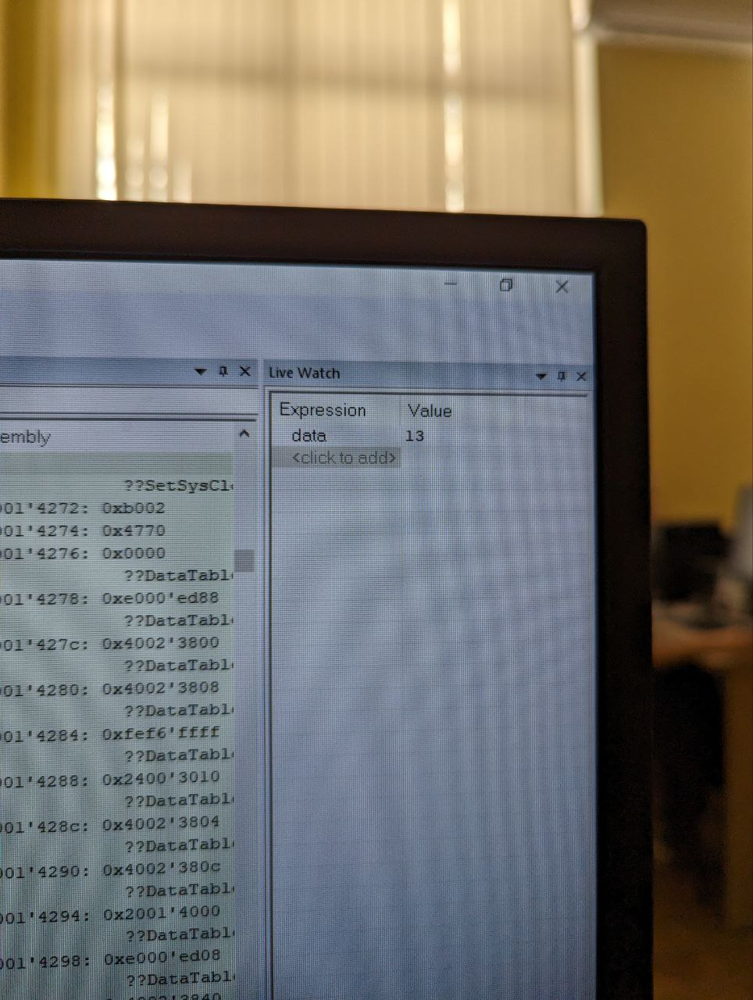 Live Watch
Expression Value
data 13
<click to add>
embly
??SetSysCl
001'4272: 0xb002
001'4274: 0x4770
001'4276: 0x0000
??DataTabl
001'4278: 0xe000'ed88
??DataTabl
001'427c: 0x4002'3800
??DataTabl
001'4280: 0x4002'3808
??DataTabl
001'4284: 0xfef6'ffff
??DataTabl
001'4288: 0x2400'3010
??DataTabl
001'428c: 0x4002'3804
??DataTabl
001'4290: 0x4002'380c
??DataTabl
001'4294: 0x2001'4000
??DataTabl
001'4298: 0xe000'ed08
??DataTabl